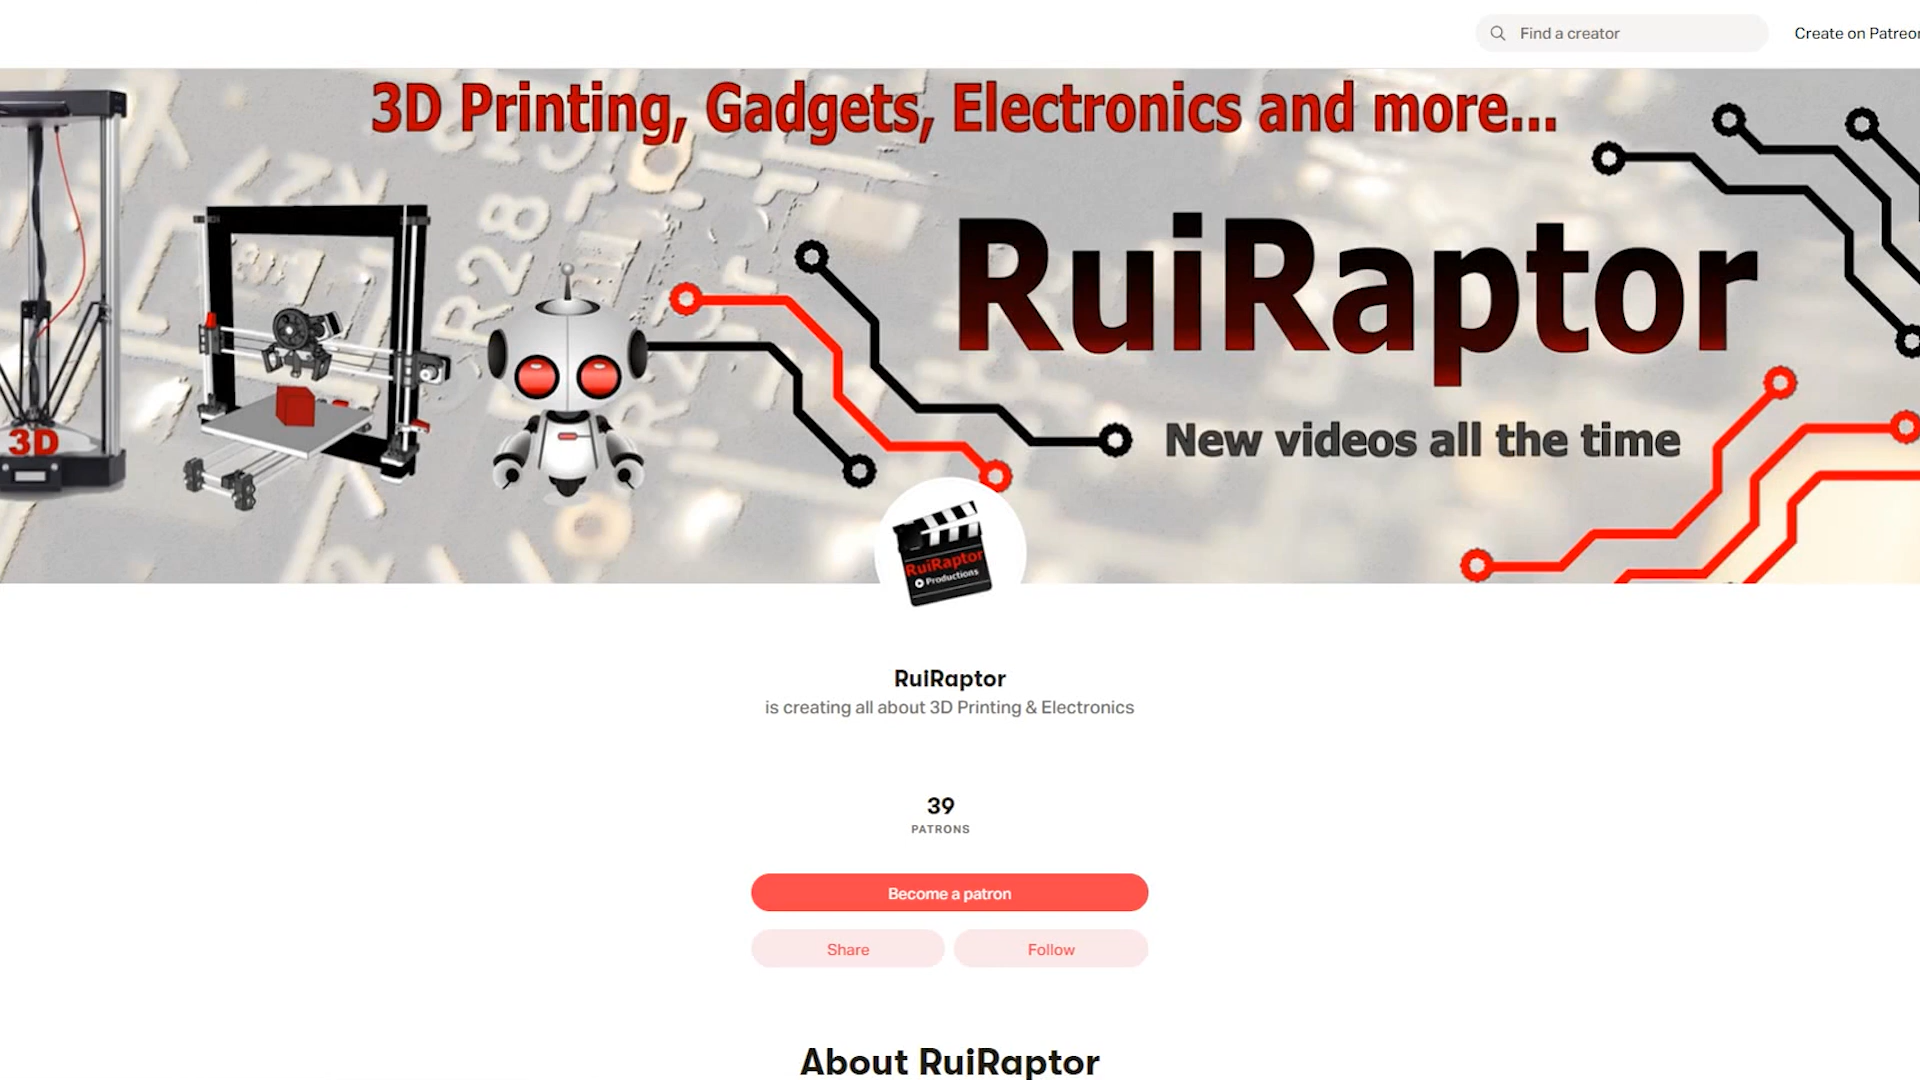 Find a creator
Create on Patreon
3D Printing, Gadgets, Electronics and more...
R28
RuiRaptor
3D
New videos all the time
RuiRaptor
Productions
RuiRaptor
is creating all about 3D Printing & Electronics
39
PATRONS
Become a patron
Share
Follow
About RuiRaptor